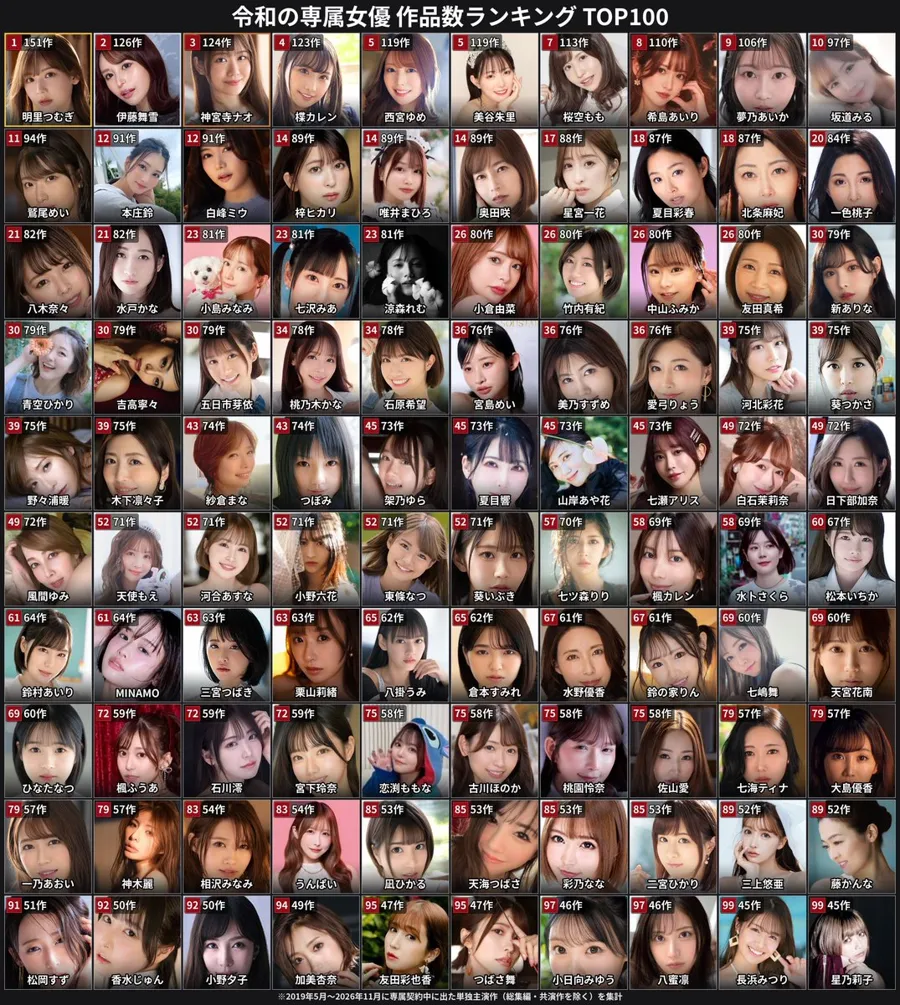 令和の専属女優 作品数ランキング TOP100
1 151作 2 126作 3 124作 4 123作 5 119作 5 119作 7 113作 8 110作 9 106作 10 97作
明里つむぎ 伊藤舞雪 神宮寺ナオ 楪カレン 西宮ゆめ 美谷朱里 桜空もも 希島あいり 夢乃あいか 坂道みる
11 94作 12 91作 12 91作 14 89作 14 89作 14 89作 17 88作 18 87作 18 87作 20 84作
鷲尾めい 本庄鈴 白峰ミウ 梓ヒカリ 唯井まひろ 奥田咲 星宮一花 夏目彩春 北条麻妃 一色桃子
21 82作 21 82作 23 81作 23 81作 23 81作 26 80作 26 80作 26 80作 26 80作 30 79作
八木奈々 水戸かな 小島みなみ 七沢みあ 涼森れむ 小倉由菜 竹内有紀 中山ふみか 友田真希 新ありな
30 79作 30 79作 30 79作 34 78作 34 78作 36 76作 36 76作 36 76作 39 75作 39 75作
青空ひかり 吉高寧々 五日市芽依 桃乃木かな 石原希望 宮島めい 美乃すずめ 愛弓りょう 河北彩花 葵つかさ
39 75作 39 75作 43 74作 43 74作 45 73作 45 73作 45 73作 45 73作 49 72作 49 72作
野々浦暖 木下凛々子 紗倉まな つぼみ 架乃ゆら 夏目響 山岸あや花 七瀬アリス 白石茉莉奈 日下部加奈
49 72作 52 71作 52 71作 52 71作 52 71作 52 71作 57 70作 58 69作 58 69作 60 67作
風間ゆみ 天使もえ 河合あすな 小野六花 東條なつ 葵いぶき 七ツ森りり 楓カレン 水卜さくら 松本いちか
61 64作 61 64作 63 63作 63 63作 65 62作 65 62作 67 61作 67 61作 69 60作 69 60作
鈴村あいり MINAMO 三宮つばき 栗山莉緒 八掛うみ 倉本すみれ 水野優香 鈴の家りん 七嶋舞 天宮花南
69 60作 72 59作 72 59作 72 59作 75 58作 75 58作 75 58作 75 58作 79 57作 79 57作
ひなたなつ 楓ふうあ 石川澪 宮下玲奈 恋渕ももな 古川ほのか 桃園怜奈 佐山愛 七海ティナ 大島優香
79 57作 79 57作 83 54作 83 54作 85 53作 85 53作 85 53作 85 53作 89 52作 89 52作
一乃あおい 神木麗 相沢みなみ うんぱい 凪ひかる 天海つばさ 彩乃なな 二宮ひかり 三上悠亜 藤かんな
91 51作 92 50作 92 50作 94 49作 95 47作 95 47作 97 46作 97 46作 99 45作 99 45作
松岡すず 香水じゅん 小野夕子 加美杏奈 友田彩也香 つばさ舞 小日向みゆう 八蜜凛 長浜みつり 星乃莉子
※2019年5月〜2026年11月に専属契約中に出た単独主演作（総集編・共演作を除く）を集計